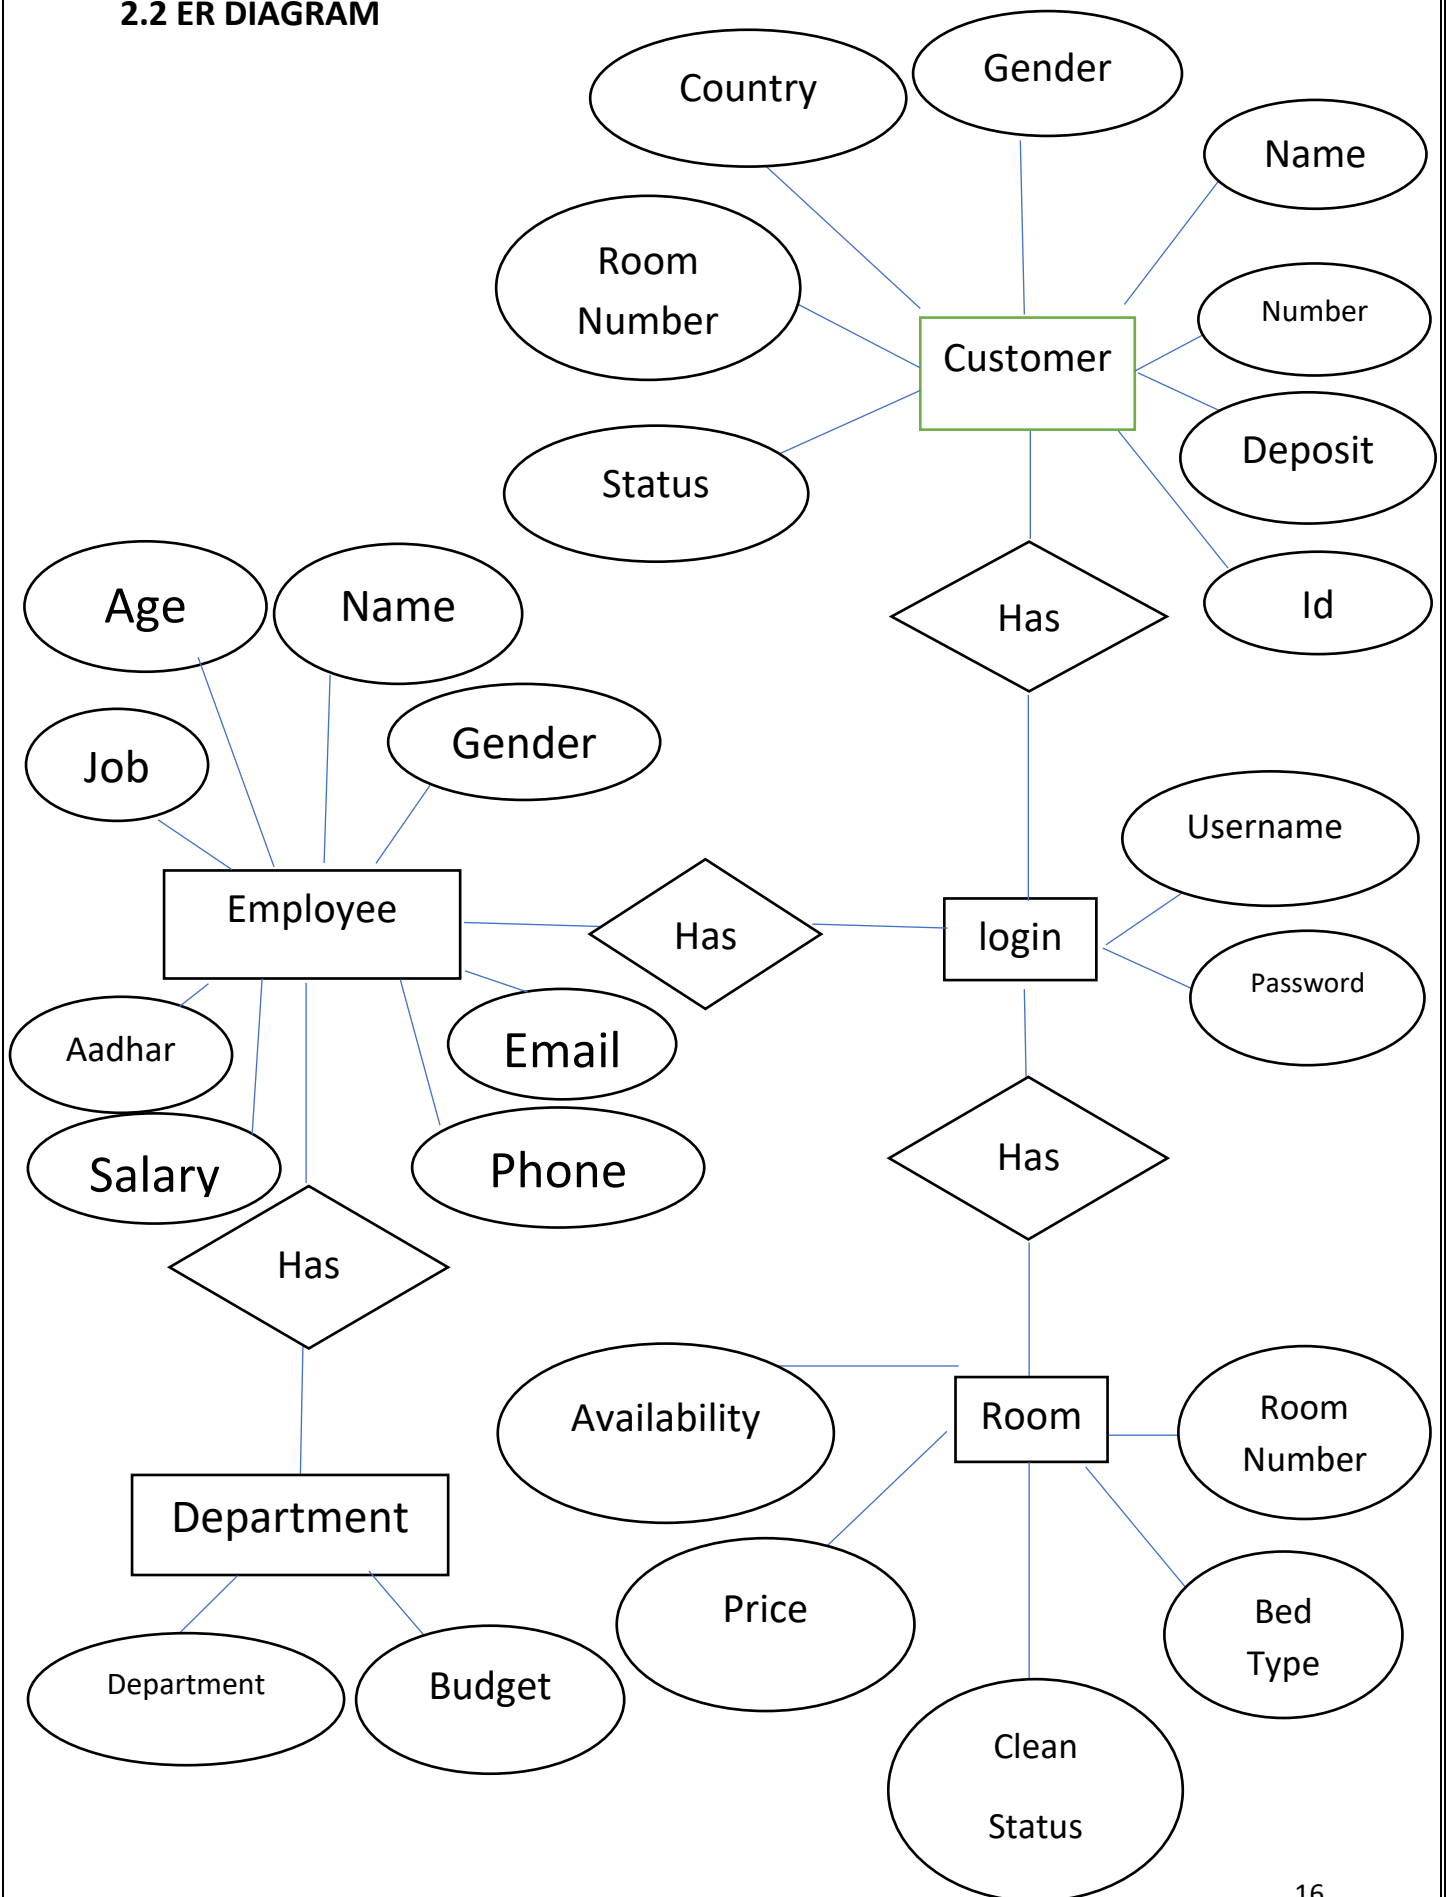 2.2 ER DIAGRAM
Country
Gender
Name
Room
Number
Number
Customer
Deposit
Status
Id
Has
Age
Name
Gender
Job
Username
Employee
Has
login
Password
Aadhar
Email
Salary
Phone
Has
Has
Availability
Room
Room
Number
Department
Price
Bed
Type
Department
Budget
Clean
Status
16